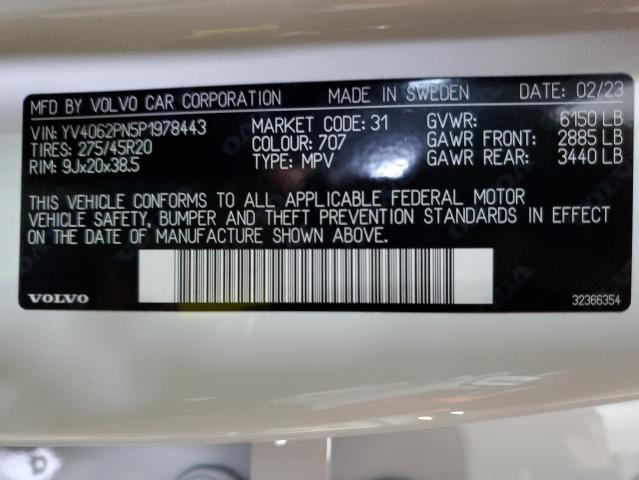 MFD BY VOLVO CAR CORPORATION MADE IN SWEDEN DATE: 02/23
VIN: YV4062PN5P1978443 MARKET CODE: 31 GVWR: 6150 LB
TIRES: 275/45R20 COLOUR: 707 GAWR FRONT: 2885 LB
RIM: 9Jx20x38.5 TYPE: MPV GAWR REAR: 3440 LB
THIS VEHICLE CONFORMS TO ALL APPLICABLE FEDERAL MOTOR
VEHICLE SAFETY, BUMPER AND THEFT PREVENTION STANDARDS IN EFFECT
ON THE DATE OF MANUFACTURE SHOWN ABOVE.
VOLVO 32366354